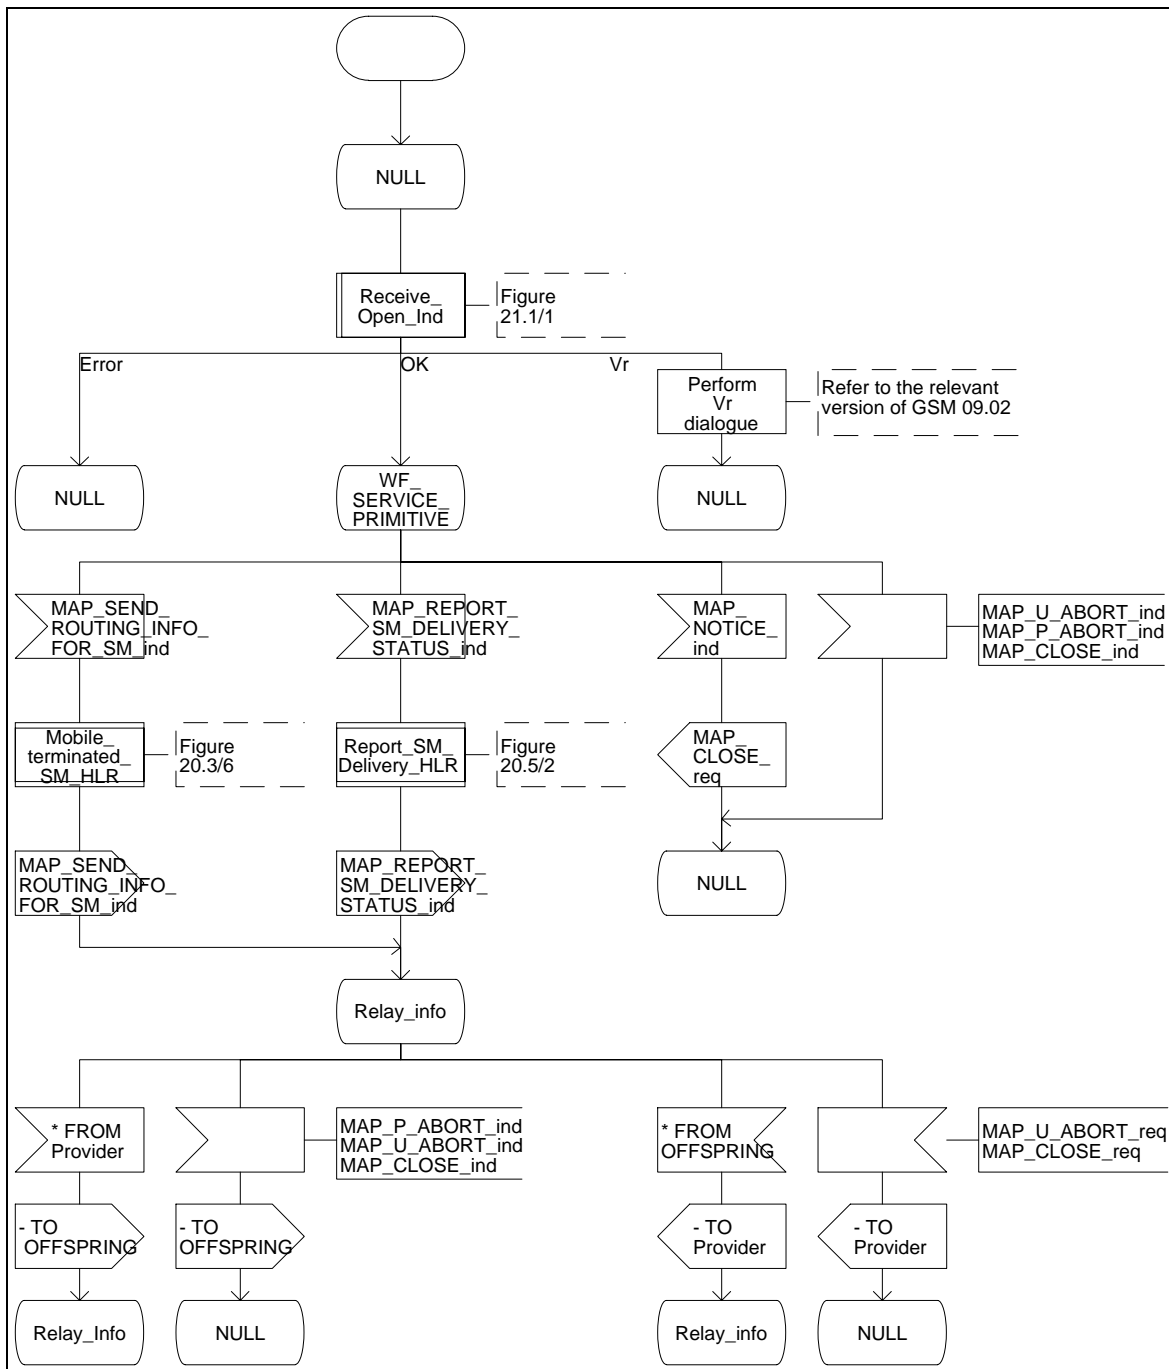 NULL
Receive_
Open_Ind
Figure
21.1/1
Error
OK
Vr
Perform
Vr
dialogue
Refer to the relevant
version of GSM 09.02
NULL
WF_
SERVICE_
PRIMITIVE
NULL
MAP_SEND_
ROUTING_INFO_
FOR_SM_ind
MAP_REPORT_
SM_DELIVERY_
STATUS_ind
MAP_
NOTICE_
ind
MAP_U_ABORT_ind
MAP_P_ABORT_ind
MAP_CLOSE_ind
Mobile_
terminated_
SM_HLR
Figure
20.3/6
Report_SM_
Delivery_HLR
Figure
20.5/2
MAP_
CLOSE_
req
MAP_SEND_
ROUTING_INFO_
FOR_SM_ind
MAP_REPORT_
SM_DELIVERY_
STATUS_ind
NULL
Relay_info
* FROM
Provider
MAP_P_ABORT_ind
MAP_U_ABORT_ind
MAP_CLOSE_ind
* FROM
OFFSPRING
MAP_U_ABORT_req
MAP_CLOSE_req
- TO
OFFSPRING
- TO
OFFSPRING
- TO
Provider
- TO
Provider
Relay_Info
NULL
Relay_info
NULL